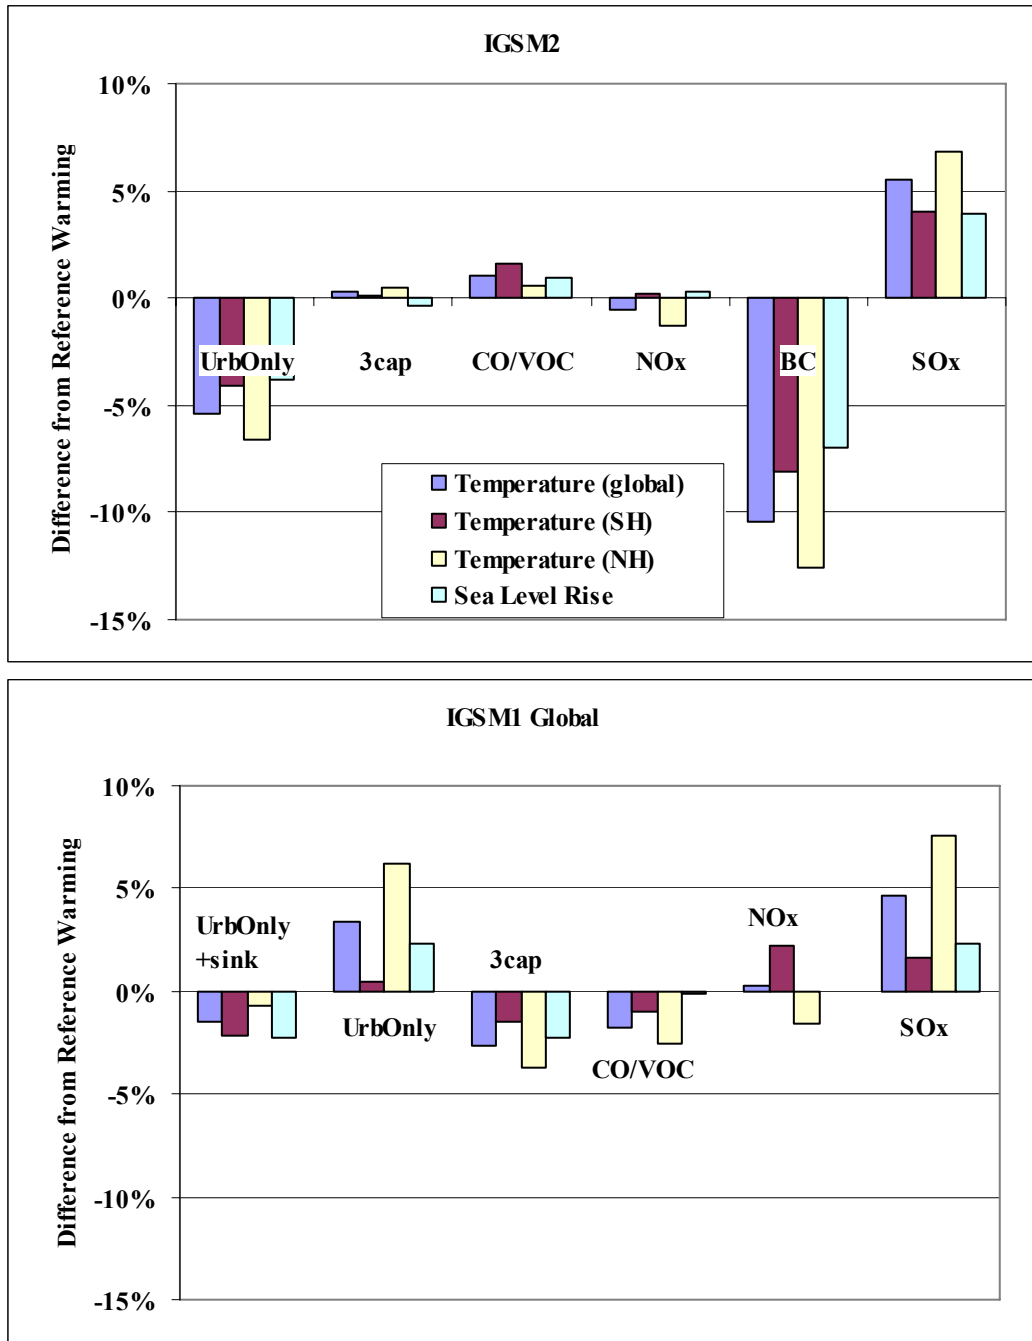 IGSM2
Difference from Reference Warming
10%
5%
0%
-5%
-10%
-15%
UrbOnly
3cap
CO/VOC
NOx
BC
SOx
Temperature (global)
Temperature (SH)
Temperature (NH)
Sea Level Rise
IGSM1 Global
Difference from Reference Warming
10%
5%
0%
-5%
-10%
-15%
UrbOnly
+sink
UrbOnly
3cap
CO/VOC
NOx
SOx